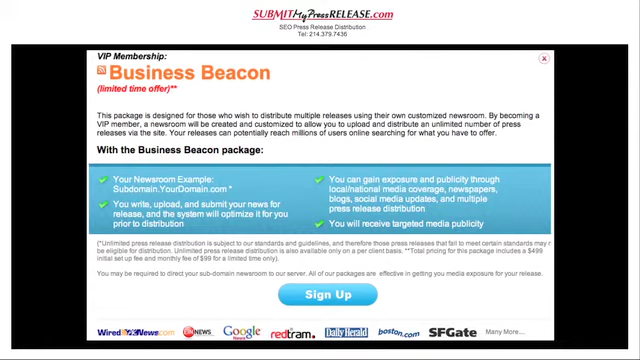 SUBMITMyPressRELEASE.com
SEO Press Release Distribution
Tel: 214.379.7436
VIP Membership:
Business Beacon
(limited time offer)**
X
This package is designed for those who wish to distribute multiple releases using their own customized newsroom. By becoming a
VIP member, a newsroom will be created and customized to allow you to upload and distribute an unlimited number of press
releases via the site. Your releases can potentially reach millions of users online searching for what you have to offer.
With the Business Beacon package:
Your Newsroom Example:
Subdomain.YourDomain.com *
You write, upload, and submit your news for
release, and the system will optimize it for you
prior to distribution
You can gain exposure and publicity through
local/national media coverage, newspapers,
blogs, social media updates, and multiple
press release distribution
You will receive targeted media publicity
(*Unlimited press release distribution is subject to our standards and guidelines, and therefore those press releases that fail to meet certain standards may
be eligible for distribution. Unlimited press release distribution is also available only on a per client basis. **Total pricing for this package includes a $499
initial set up fee and monthly fee of $99 for a limited time only)
You may be required to direct your sub-domain newsroom to our server. All of our packages are effective in getting you media exposure for your release.
Sign Up
Wired News.com
NEWS
Google News
redtram
Daily Herald
boston.com
SFGate
Many More...